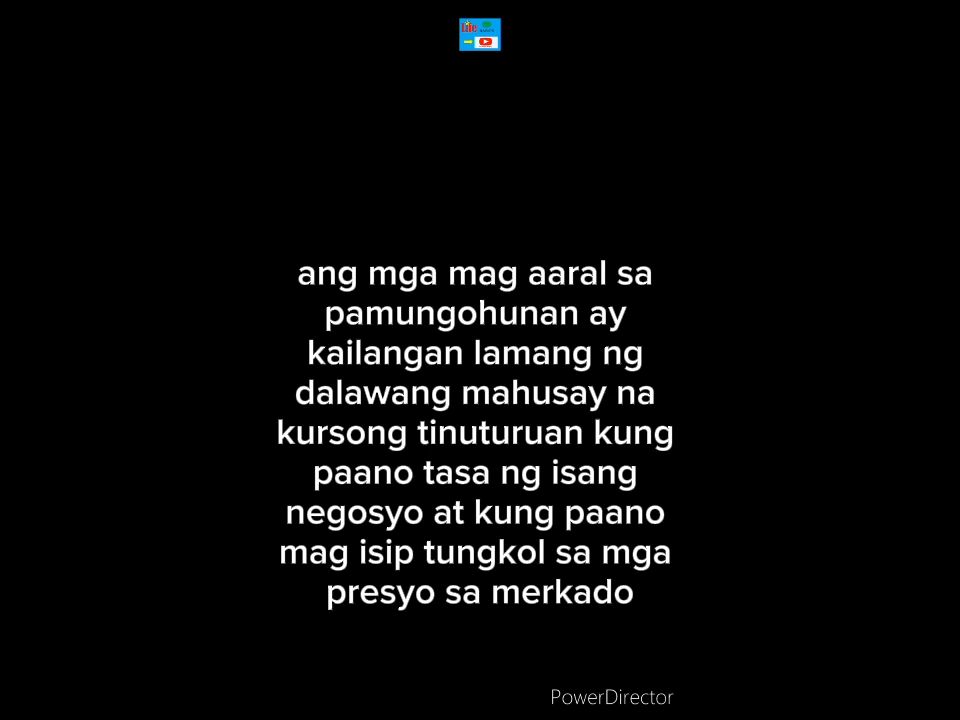 Life
ang mga mag aaral sa
pamungohunan ay
kailangan lamang ng
dalawang mahusay na
kursong tinuturuan kung
paano tasa ng isang
negosyo at kung paano
mag isip tungkol sa mga
presyo sa merkado
PowerDirector